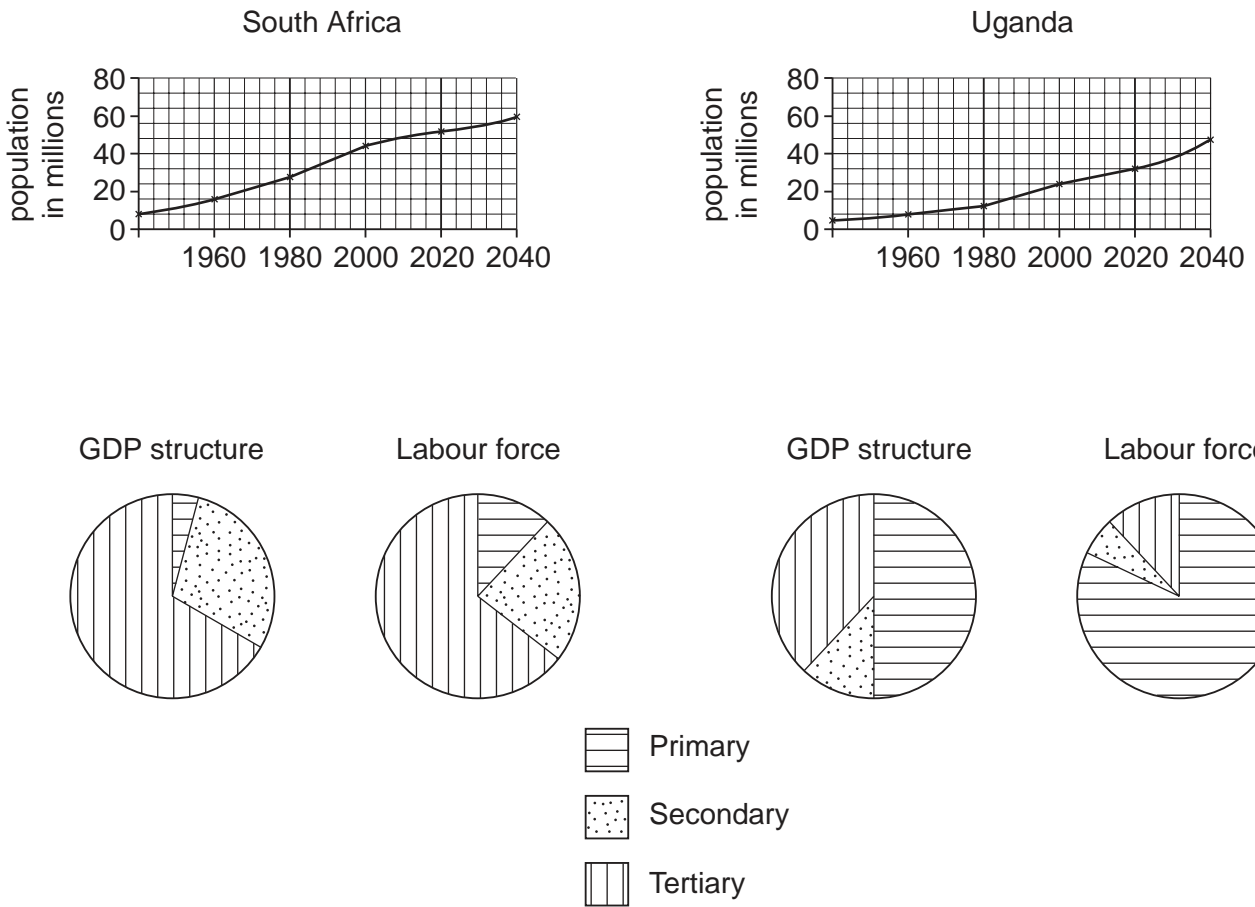 South Africa
Uganda
population
in millions
80
60
40
20
0
1960 1980 2000 2020 2040
population
in millions
80
60
40
20
0
1960 1980 2000 2020 2040
GDP structure
Labour force
GDP structure
Labour forc
Primary
Secondary
Tertiary